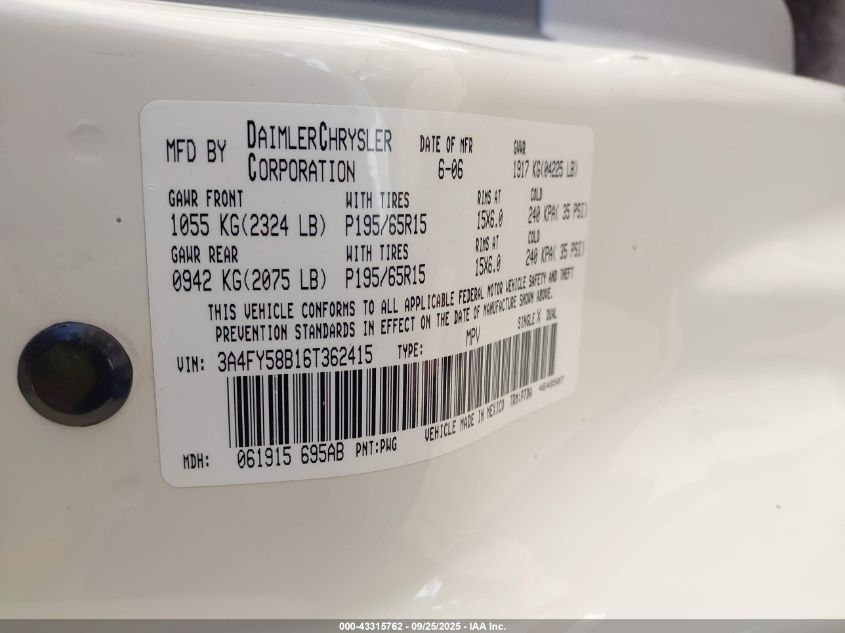 MFD BY DAIMLERCHRYSLER CORPORATION
DATE OF MFR 6-06
GVWR 1917 KG(04225 LB)
GAWR FRONT WITH TIRES RIMS AT COLD
1055 KG(2324 LB) P195/65R15 15X6.0 240 KPA( 35 PSI)
GAWR REAR WITH TIRES RIMS AT COLD
0942 KG(2075 LB) P195/65R15 15X6.0 240 KPA( 35 PSI)
THIS VEHICLE CONFORMS TO ALL APPLICABLE FEDERAL MOTOR VEHICLE SAFETY AND THEFT
PREVENTION STANDARDS IN EFFECT ON THE DATE OF MANUFACTURE SHOWN ABOVE.
VIN: 3A4FY58B16T362415 TYPE: MPV SINGLE X DUAL
MDH: 061915 695AB PNT:PWG VEHICLE MADE IN MEXICO TRM:P7DA
000-43315762 - 09/25/2025 - IAA Inc.